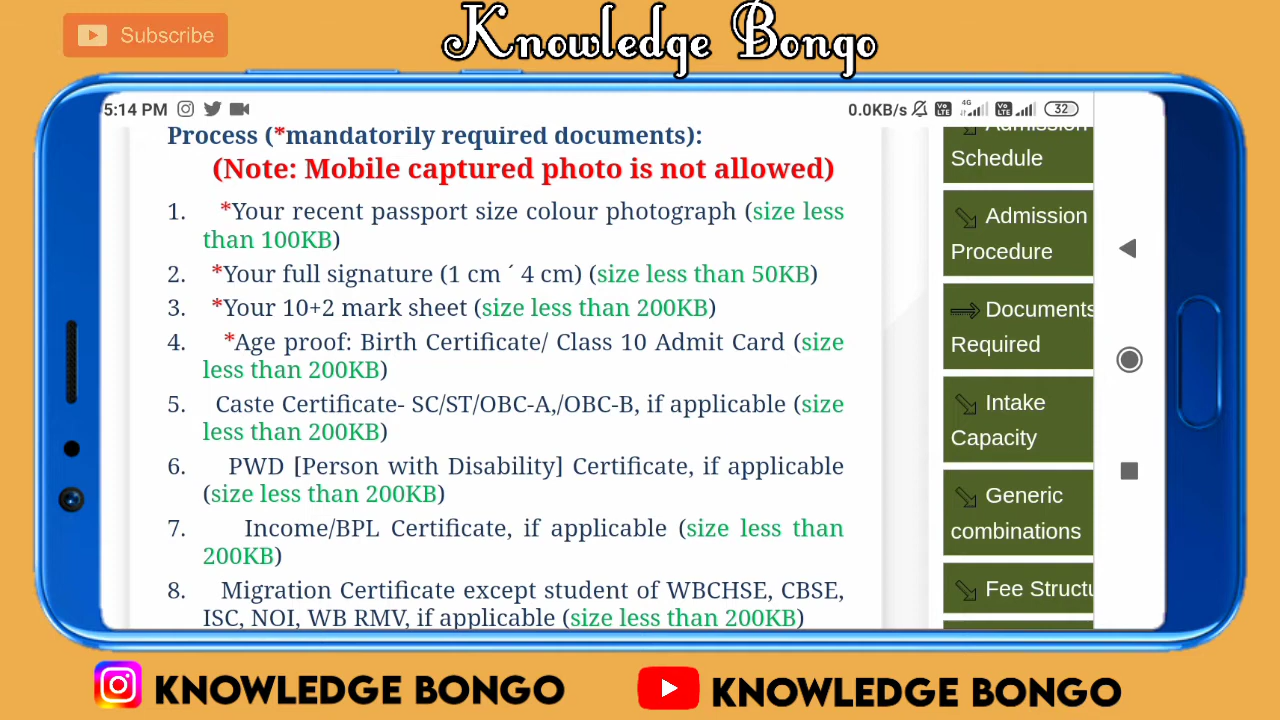 Subscribe
Knowledge Bongo
5:14 PM
0.0KB/s
4G
Vo LTE
Vo LTE
32
Process (*mandatorily required documents):
(Note: Mobile captured photo is not allowed)
1. *Your recent passport size colour photograph (size less
than 100KB)
2. *Your full signature (1 cm ´ 4 cm) (size less than 50KB)
3. *Your 10+2 mark sheet (size less than 200KB)
4. *Age proof: Birth Certificate/ Class 10 Admit Card (size
less than 200KB)
5. Caste Certificate- SC/ST/OBC-A,/OBC-B, if applicable (size
less than 200KB)
6. PWD [Person with Disability] Certificate, if applicable
(size less than 200KB)
7. Income/BPL Certificate, if applicable (size less than
200KB)
8. Migration Certificate except student of WBCHSE, CBSE,
ISC, NOI, WB RMV, if applicable (size less than 200KB)
Admission
Schedule
Admission
Procedure
Documents
Required
Intake
Capacity
Generic
combinations
Fee Structu
KNOWLEDGE BONGO
KNOWLEDGE BONGO